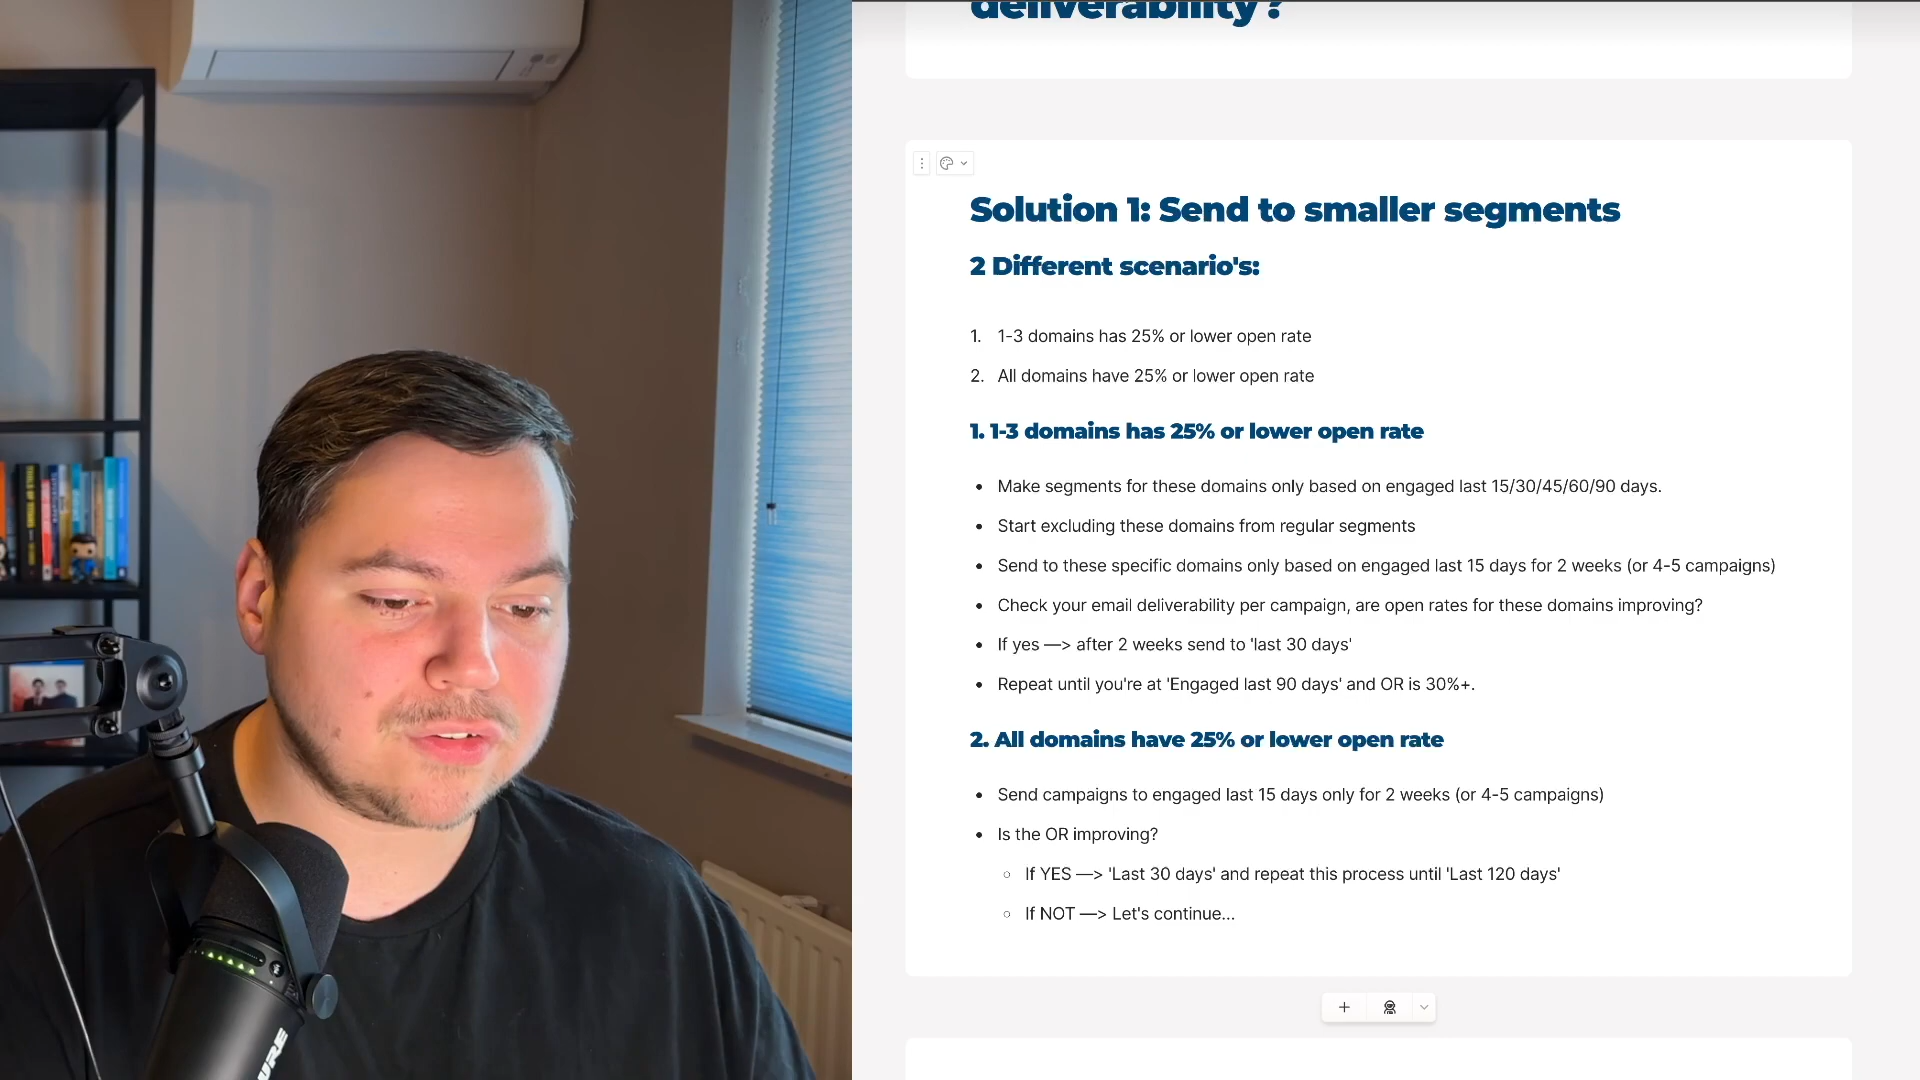 deliverability?
Solution 1: Send to smaller segments
2 Different scenario's:
1. 1-3 domains has 25% or lower open rate
2. All domains have 25% or lower open rate
1. 1-3 domains has 25% or lower open rate
• Make segments for these domains only based on engaged last 15/30/45/60/90 days.
• Start excluding these domains from regular segments
• Send to these specific domains only based on engaged last 15 days for 2 weeks (or 4-5 campaigns)
• Check your email deliverability per campaign, are open rates for these domains improving?
• If yes —> after 2 weeks send to 'last 30 days'
• Repeat until you're at 'Engaged last 90 days' and OR is 30%+.
2. All domains have 25% or lower open rate
• Send campaigns to engaged last 15 days only for 2 weeks (or 4-5 campaigns)
• Is the OR improving?
○ If YES —> 'Last 30 days' and repeat this process until 'Last 120 days'
○ If NOT —> Let's continue...